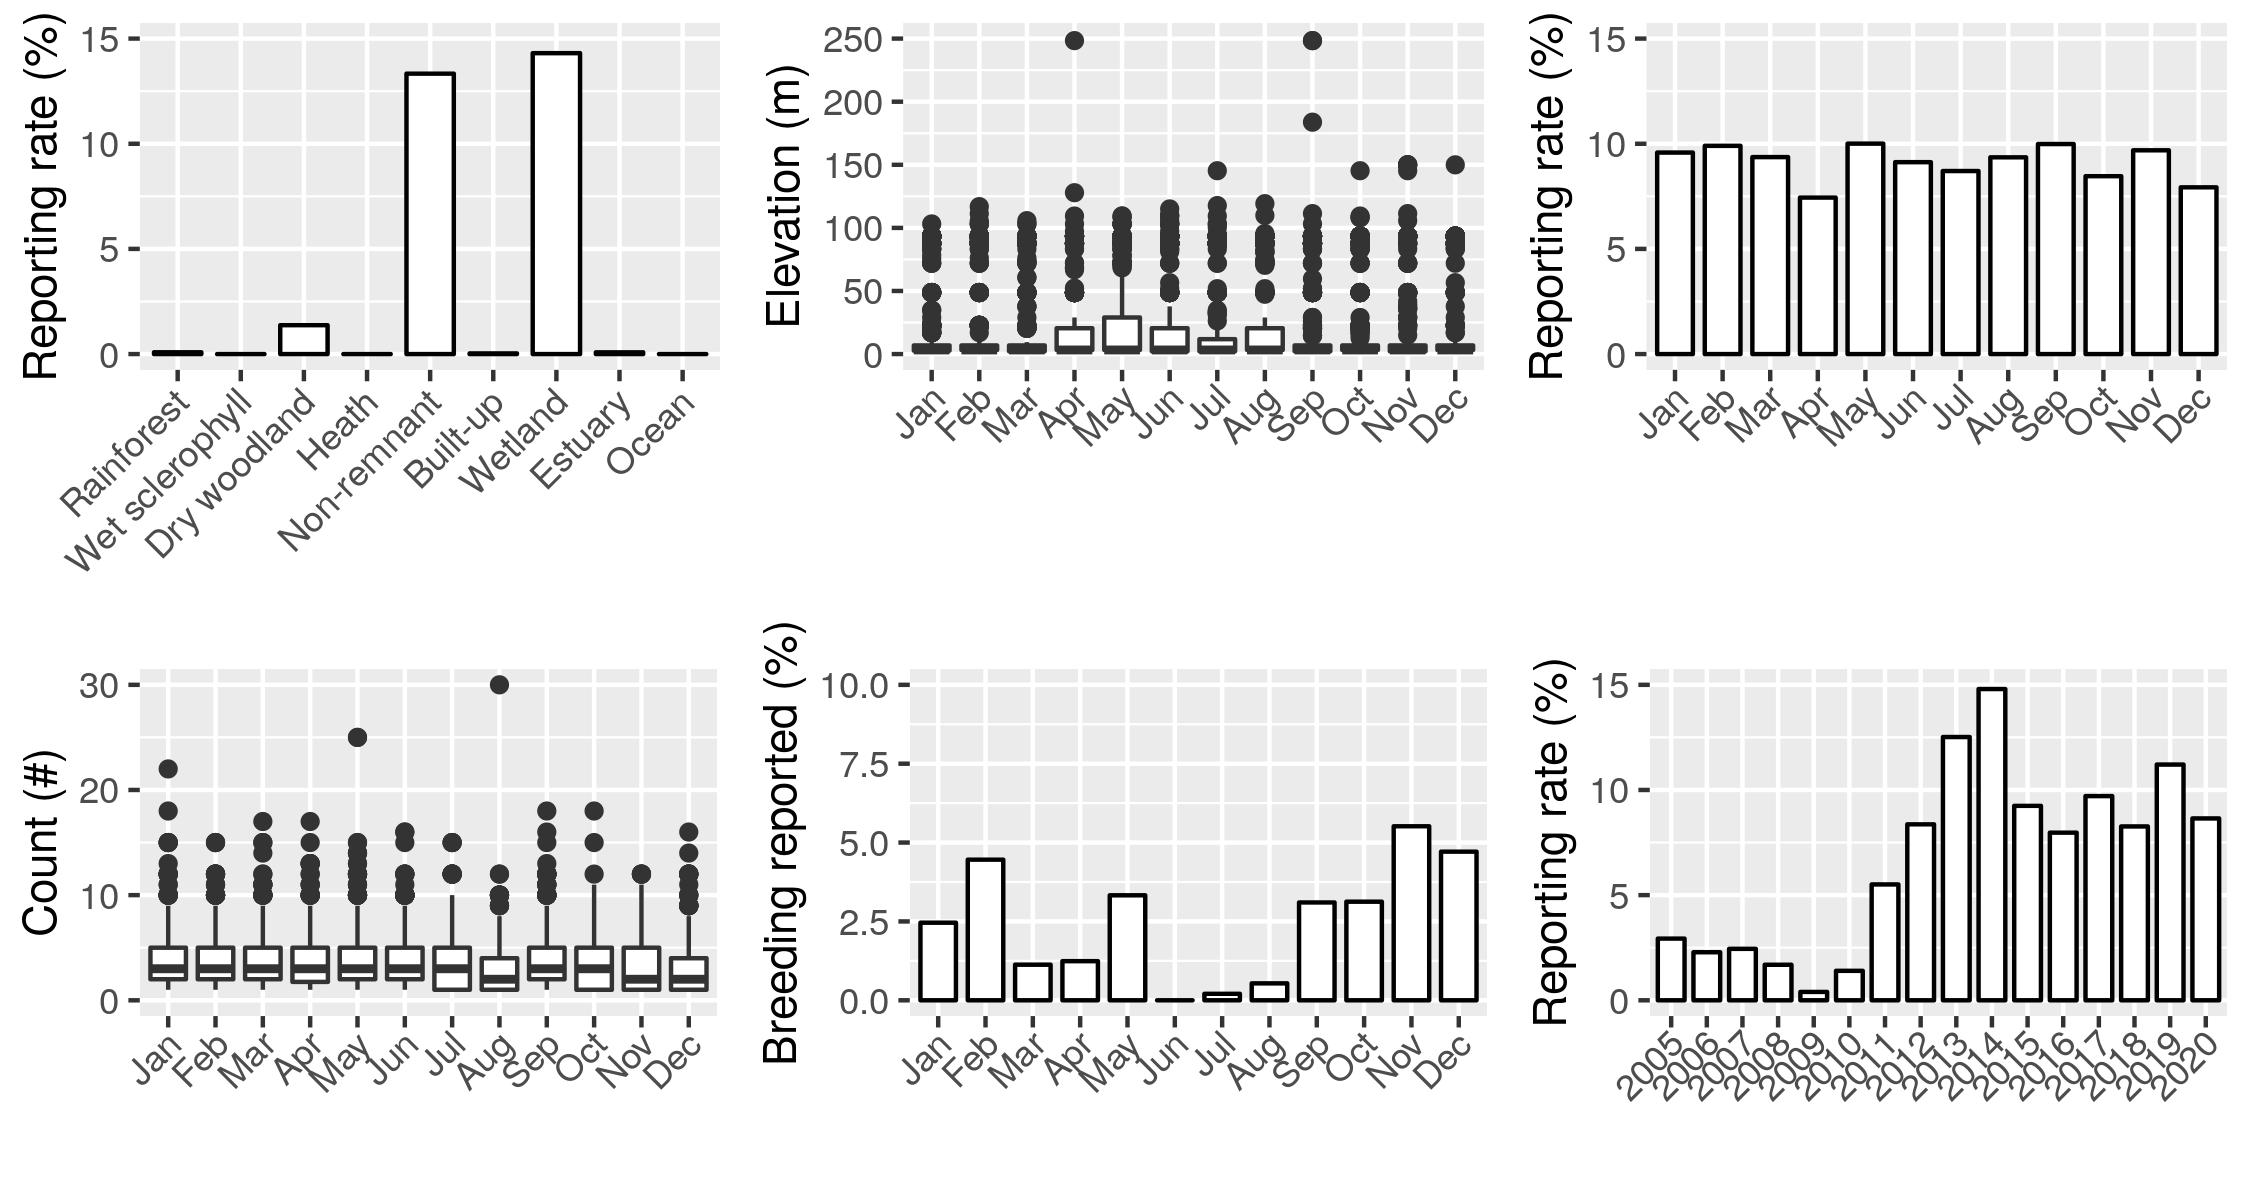 Reporting rate (%)
15
10
5
0
Rainforest
Wet sclerophyll
Dry woodland
Heath
Non-remnant
Built-up
Wetland
Estuary
Ocean
Elevation (m)
250
200
150
100
50
0
Jan
Feb
Mar
Apr
May
Jun
Jul
Aug
Sep
Oct
Nov
Dec
Reporting rate (%)
15
10
5
0
Jan
Feb
Mar
Apr
May
Jun
Jul
Aug
Sep
Oct
Nov
Dec
Count (#)
30
20
10
0
Jan
Feb
Mar
Apr
May
Jun
Jul
Aug
Sep
Oct
Nov
Dec
Breeding reported (%)
10.0
7.5
5.0
2.5
0.0
Jan
Feb
Mar
Apr
May
Jun
Jul
Aug
Sep
Oct
Nov
Dec
Reporting rate (%)
15
10
5
0
2005
2006
2007
2008
2009
2010
2011
2012
2013
2014
2015
2016
2017
2018
2019
2020